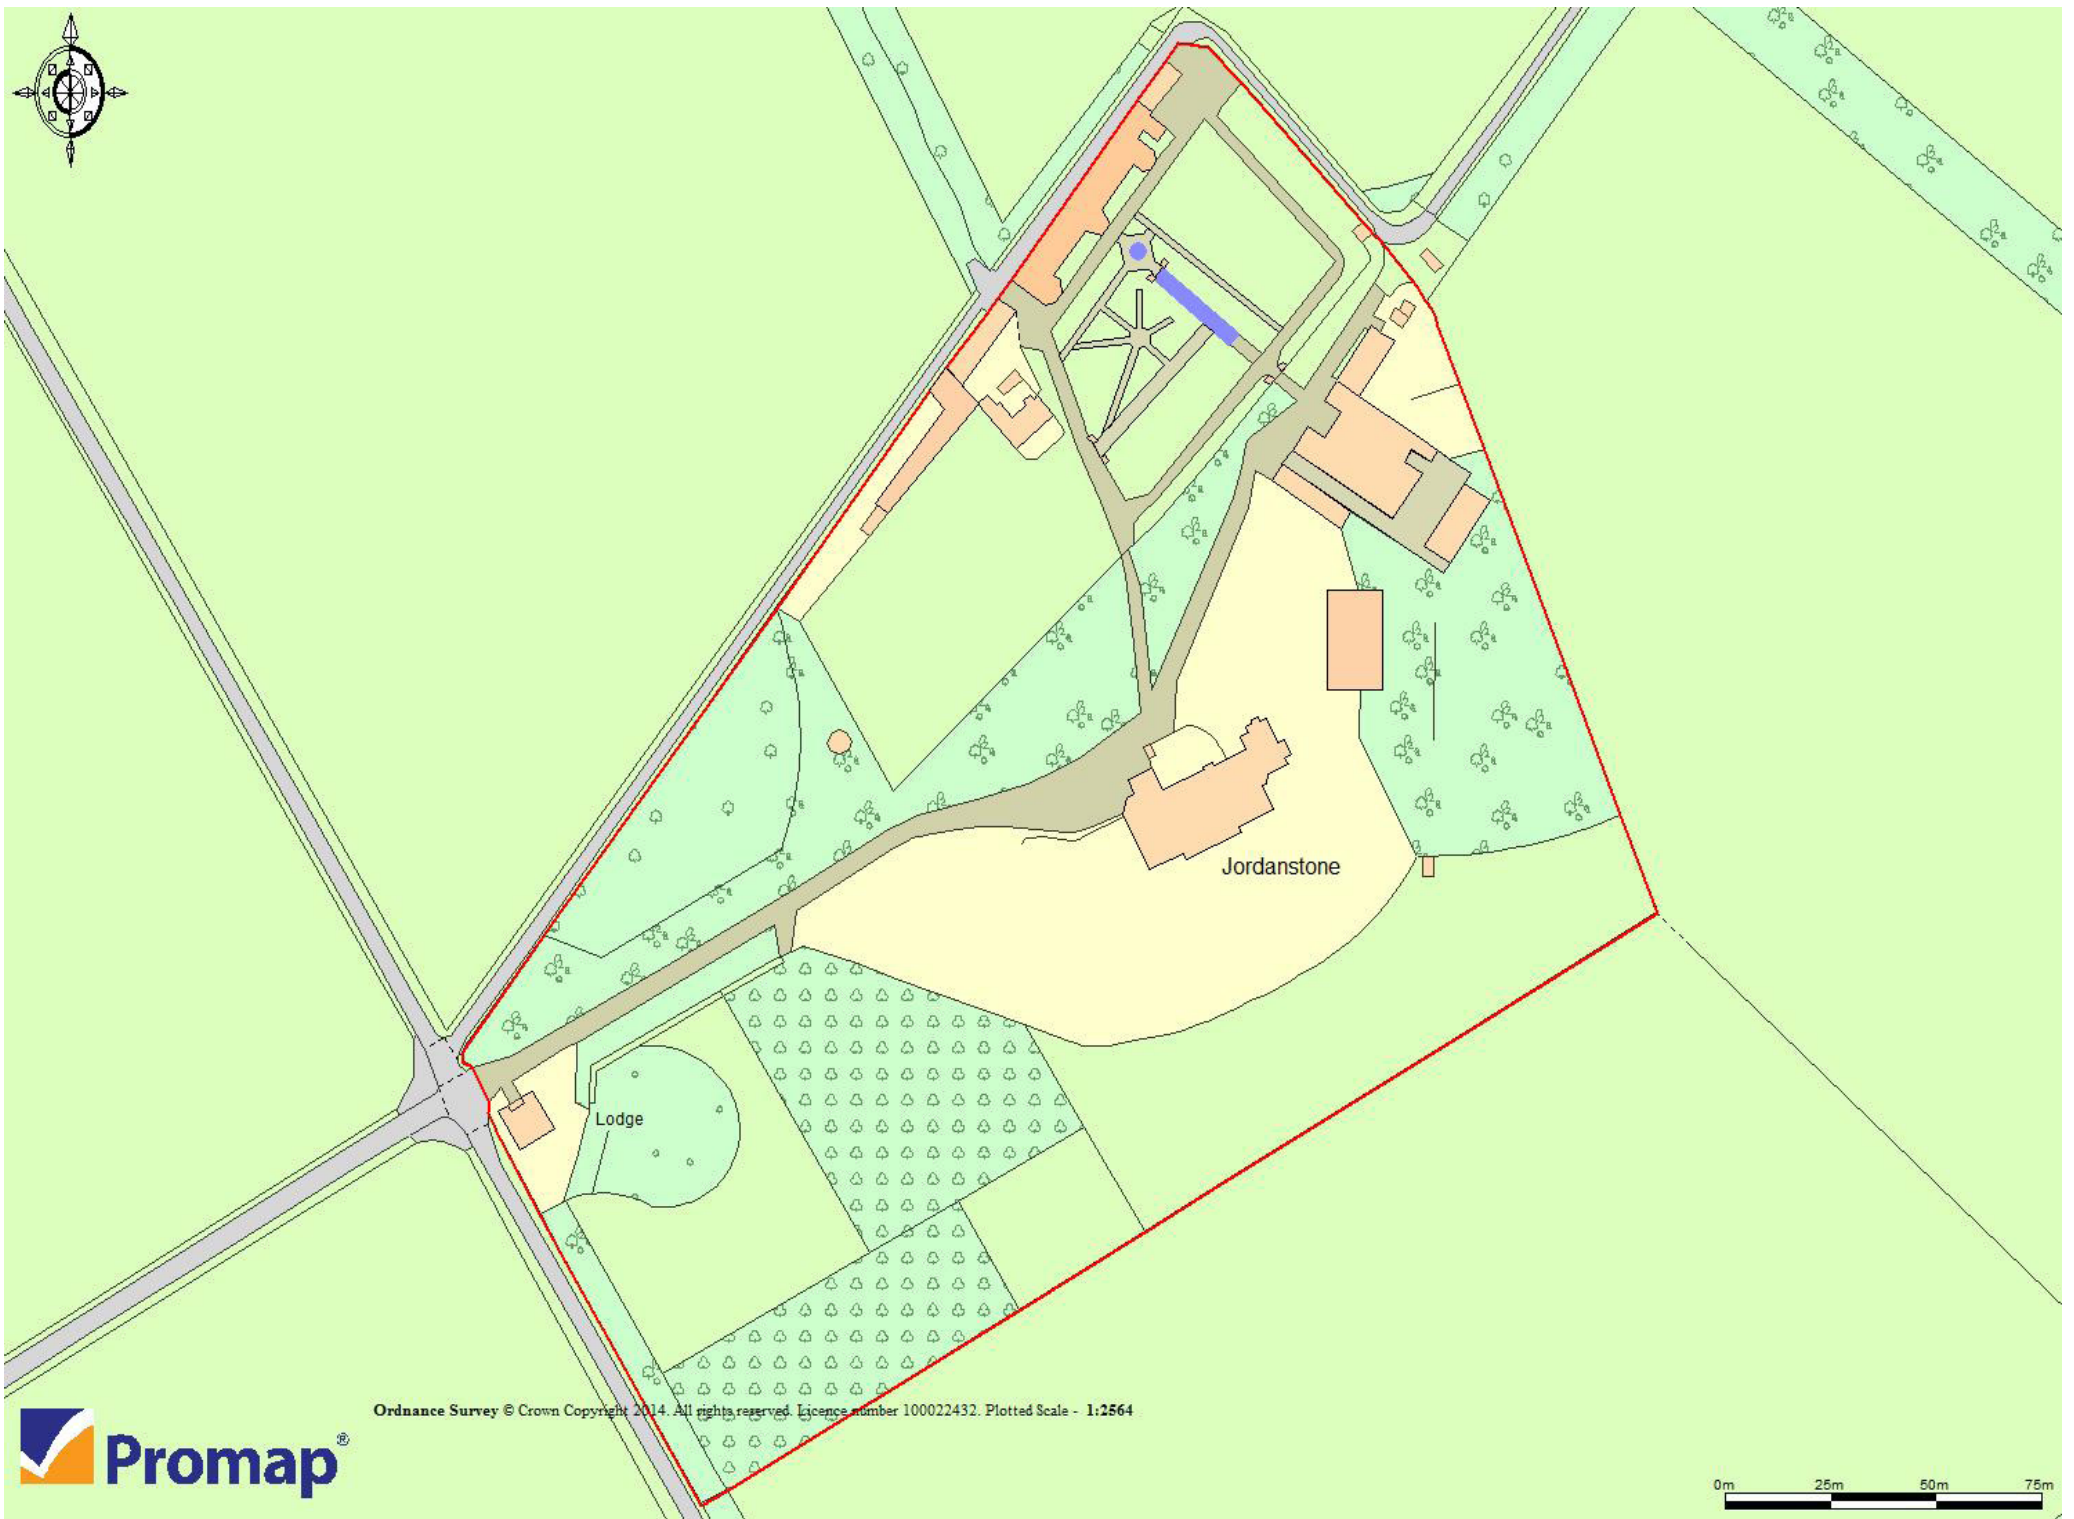 Jordanstone
Lodge
Ordnance Survey © Crown Copyright 2014. All rights reserved. Licence number 100022432. Plotted Scale - 1:2564
Promap®
0m 25m 50m 75m